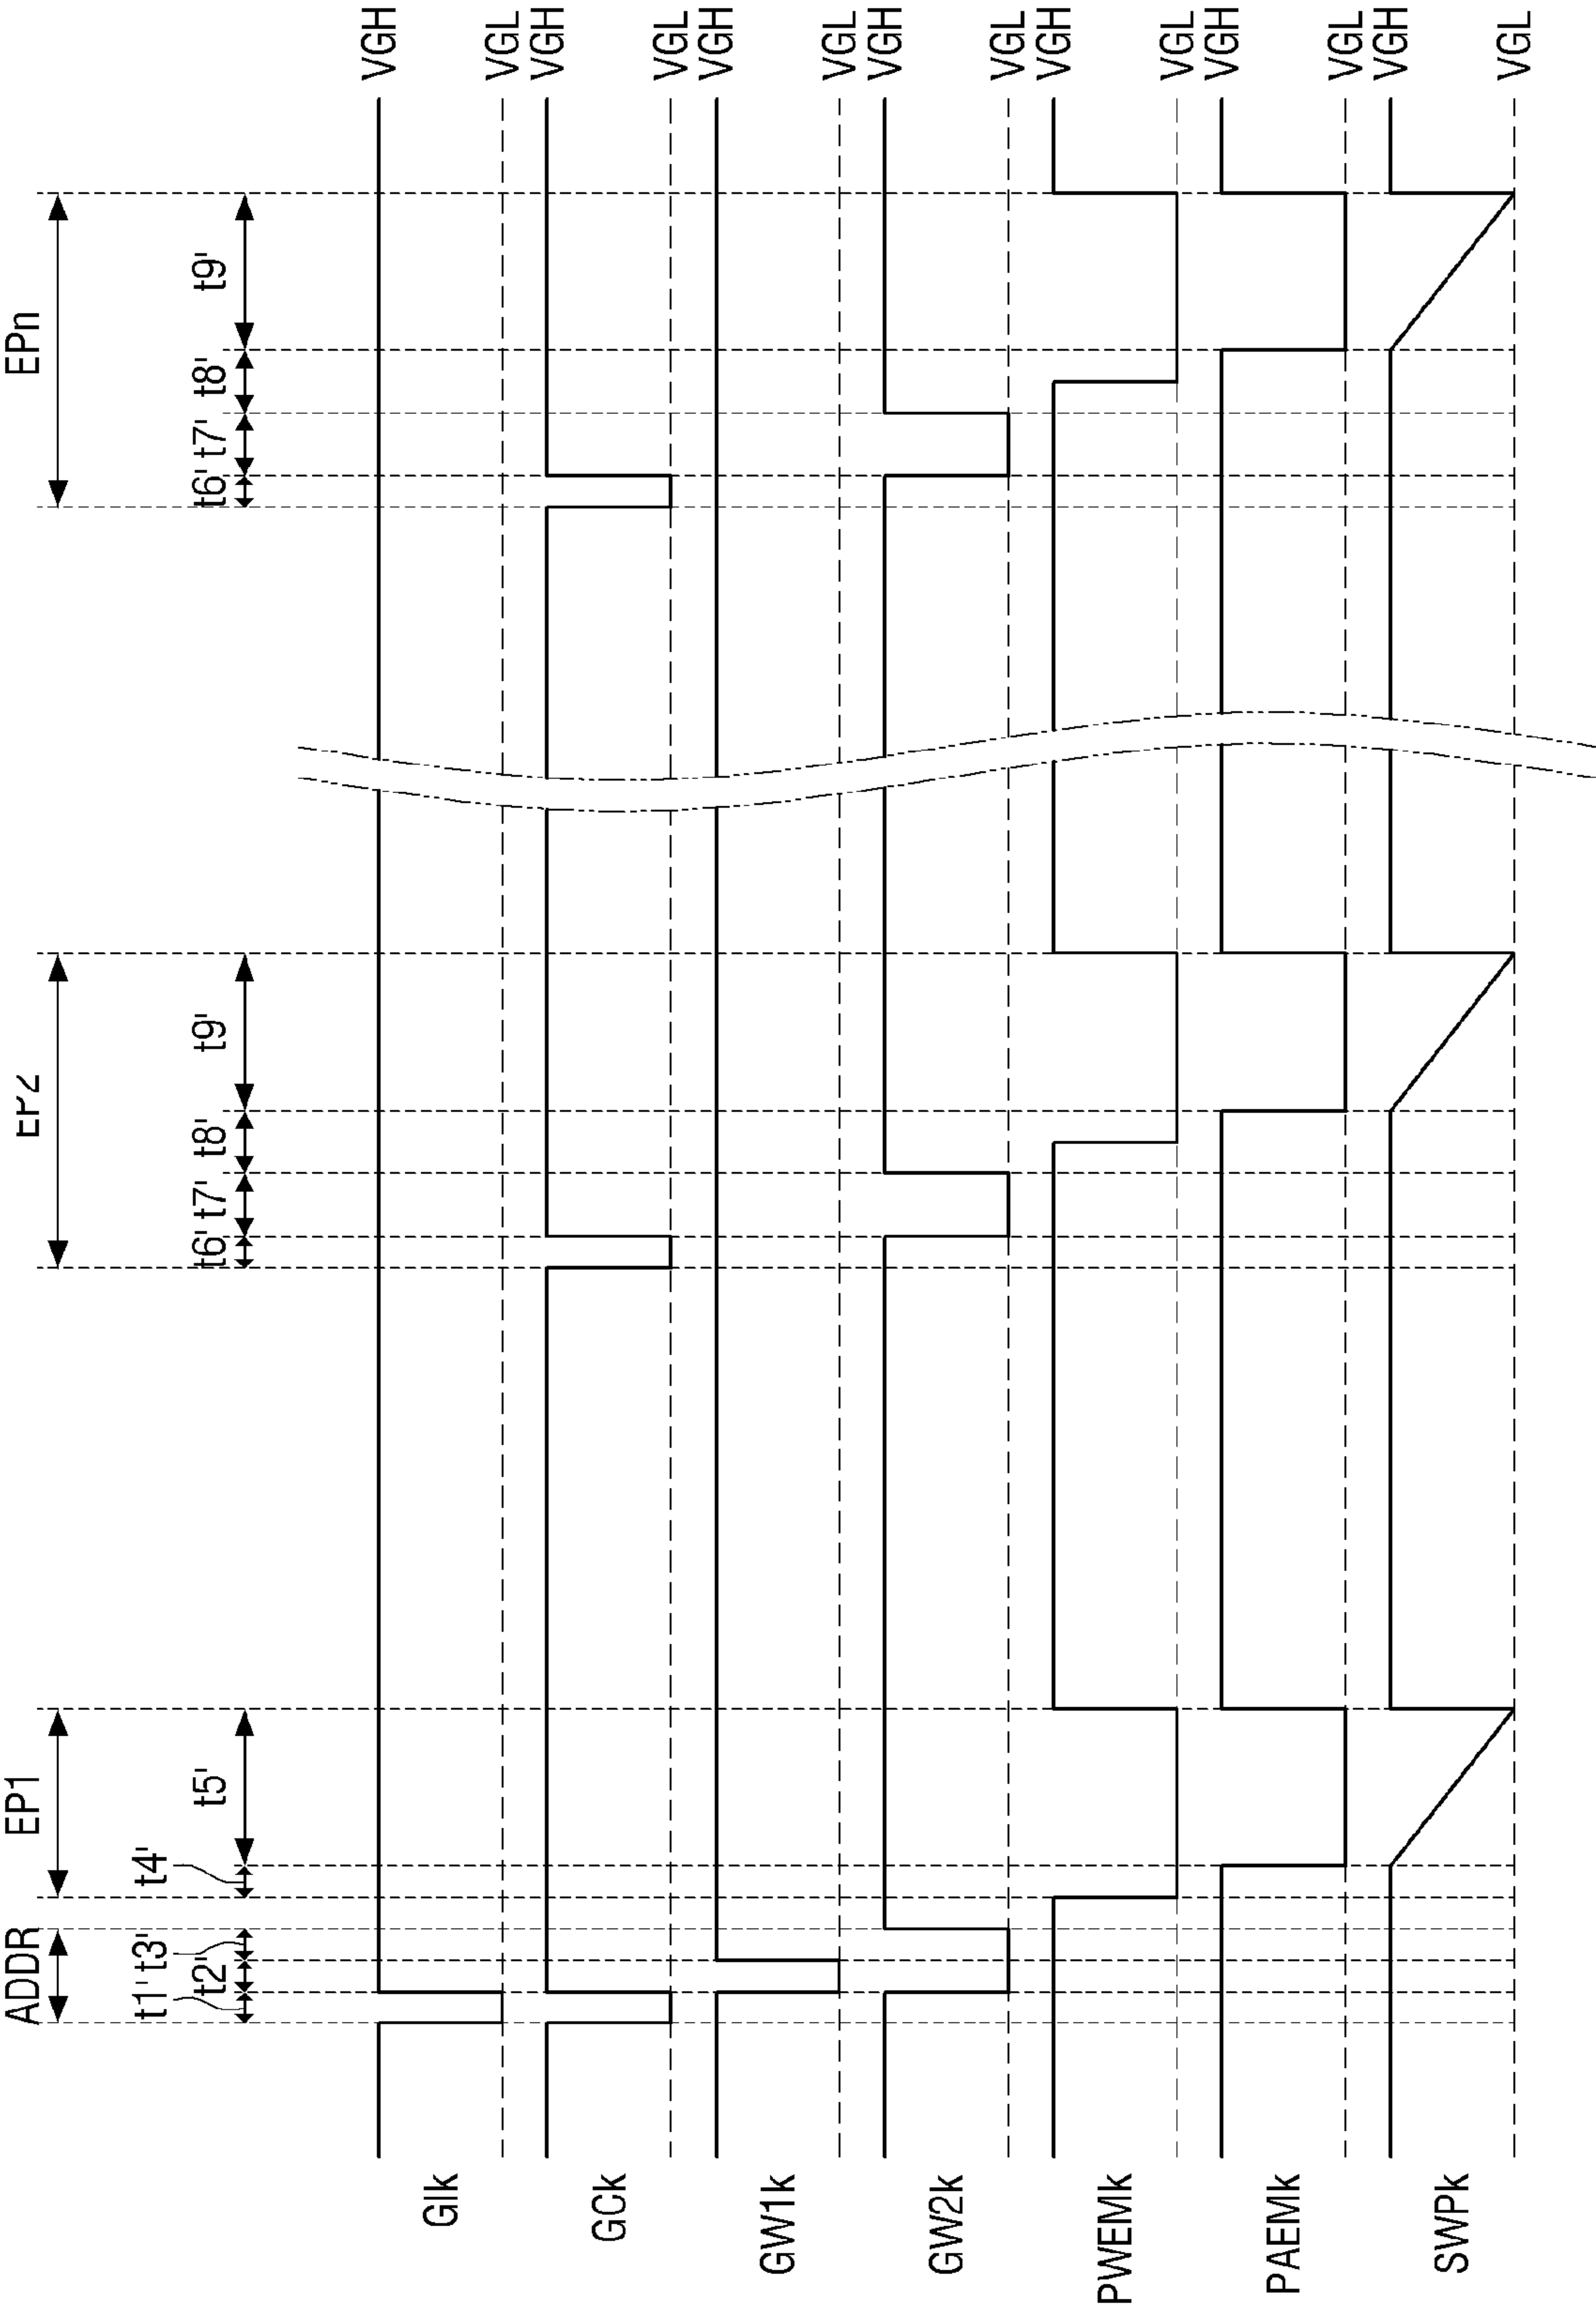 ADDR EP1 EP2 EPn
t1' t3' t4'
t2' t5' t6' t7' t8' t9' t6' t7' t8' t9'
VGH
GIk
VGL
VGH
GCk
VGL
VGH
GW1k
VGL
VGH
GW2k
VGL
VGH
PWEMk
VGL
VGH
PAEMk
VGL
VGH
SWPk
VGL